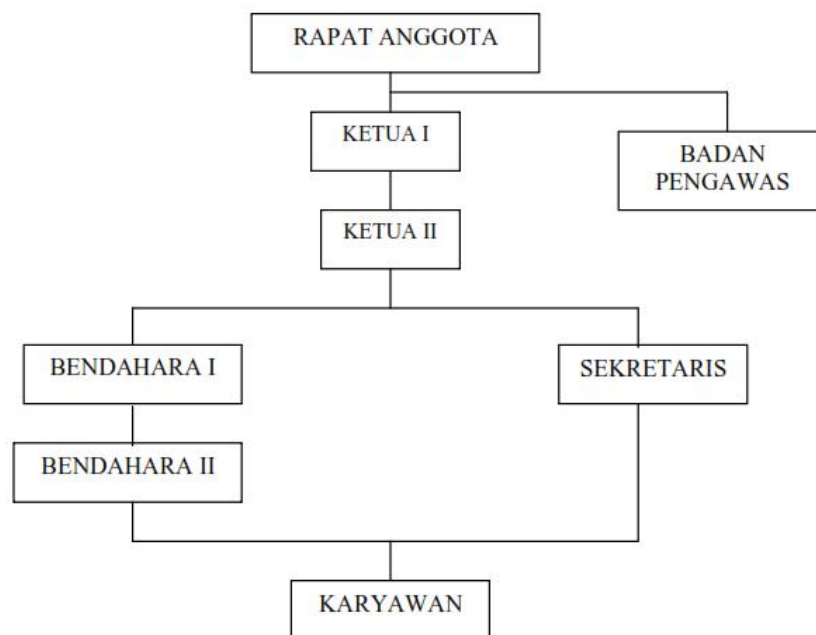 RAPAT ANGGOTA
KETUA I
BADAN
PENGAWAS
KETUA II
BENDAHARA I
SEKRETARIS
BENDAHARA II
KARYAWAN